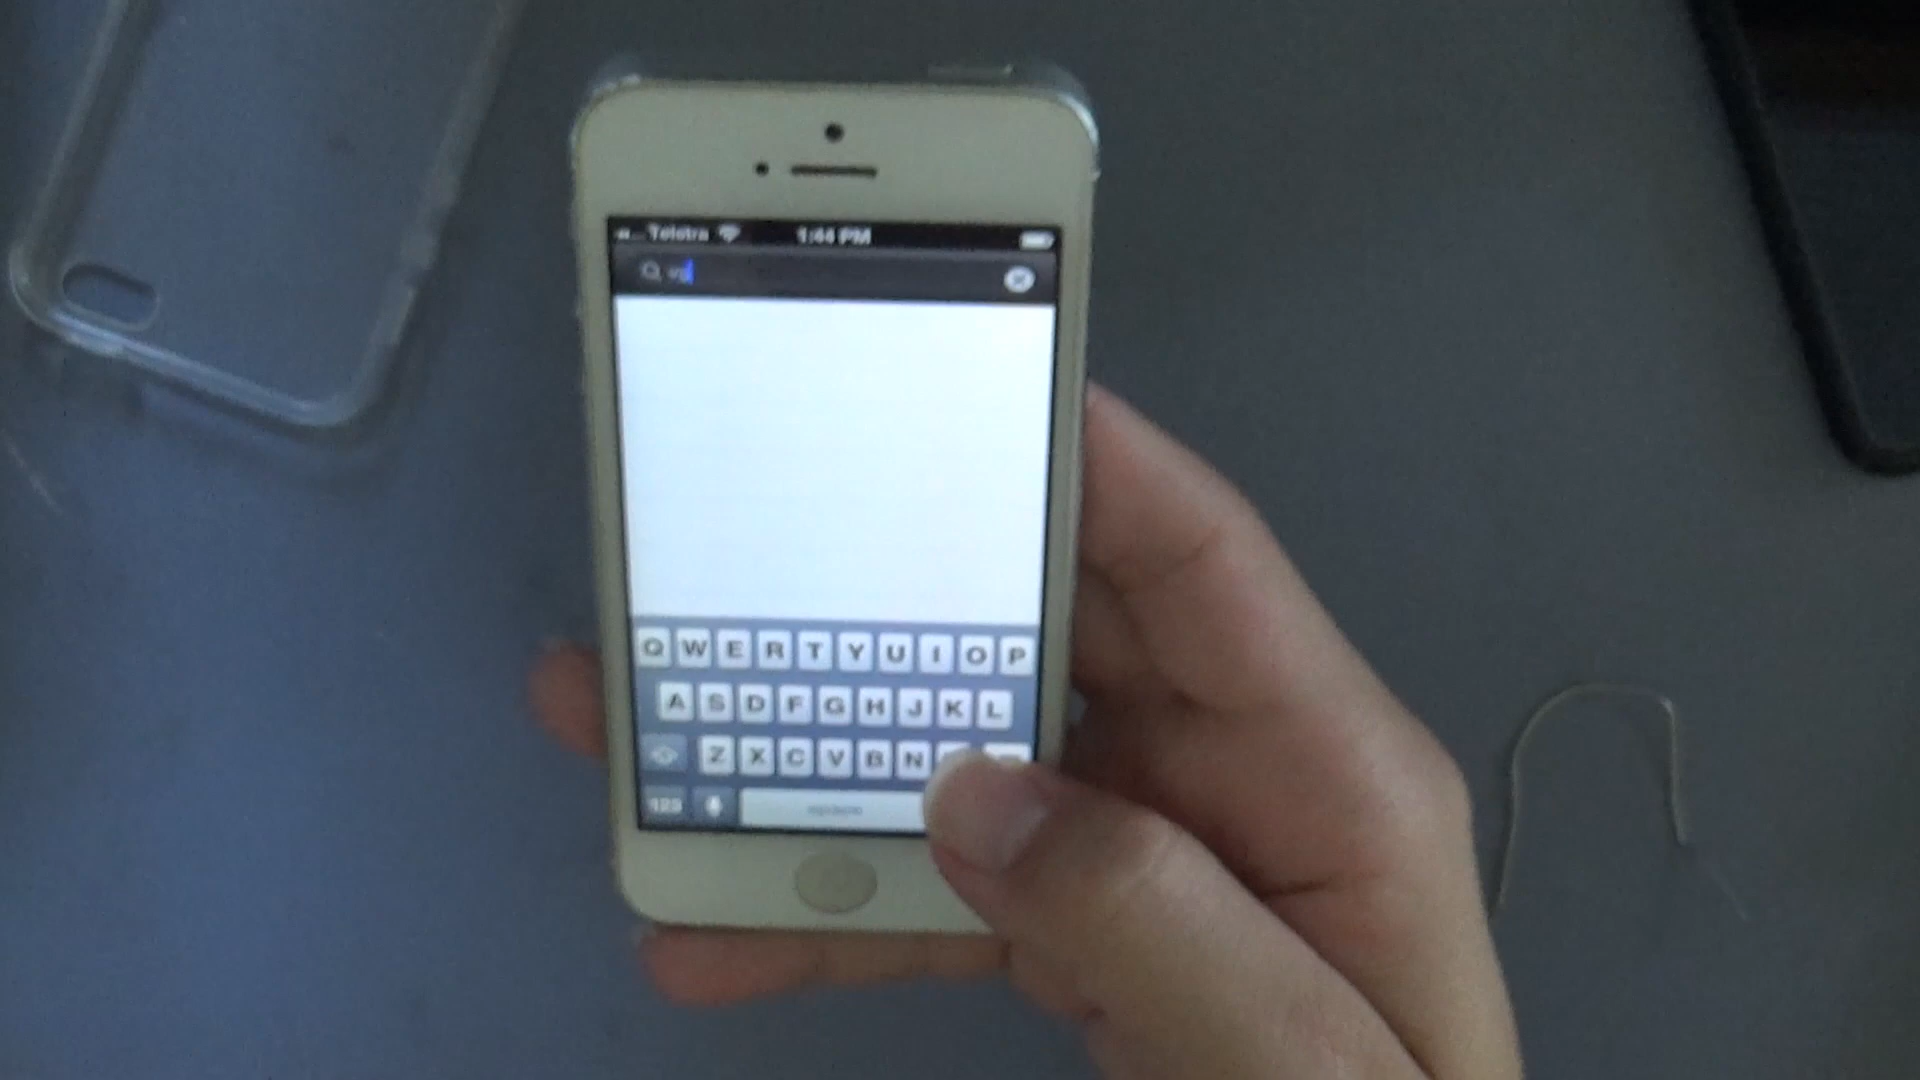 Telstra 1:44 PM
Q W E R T Y U I O P
A S D F G H J K L
Z X C V B N
123